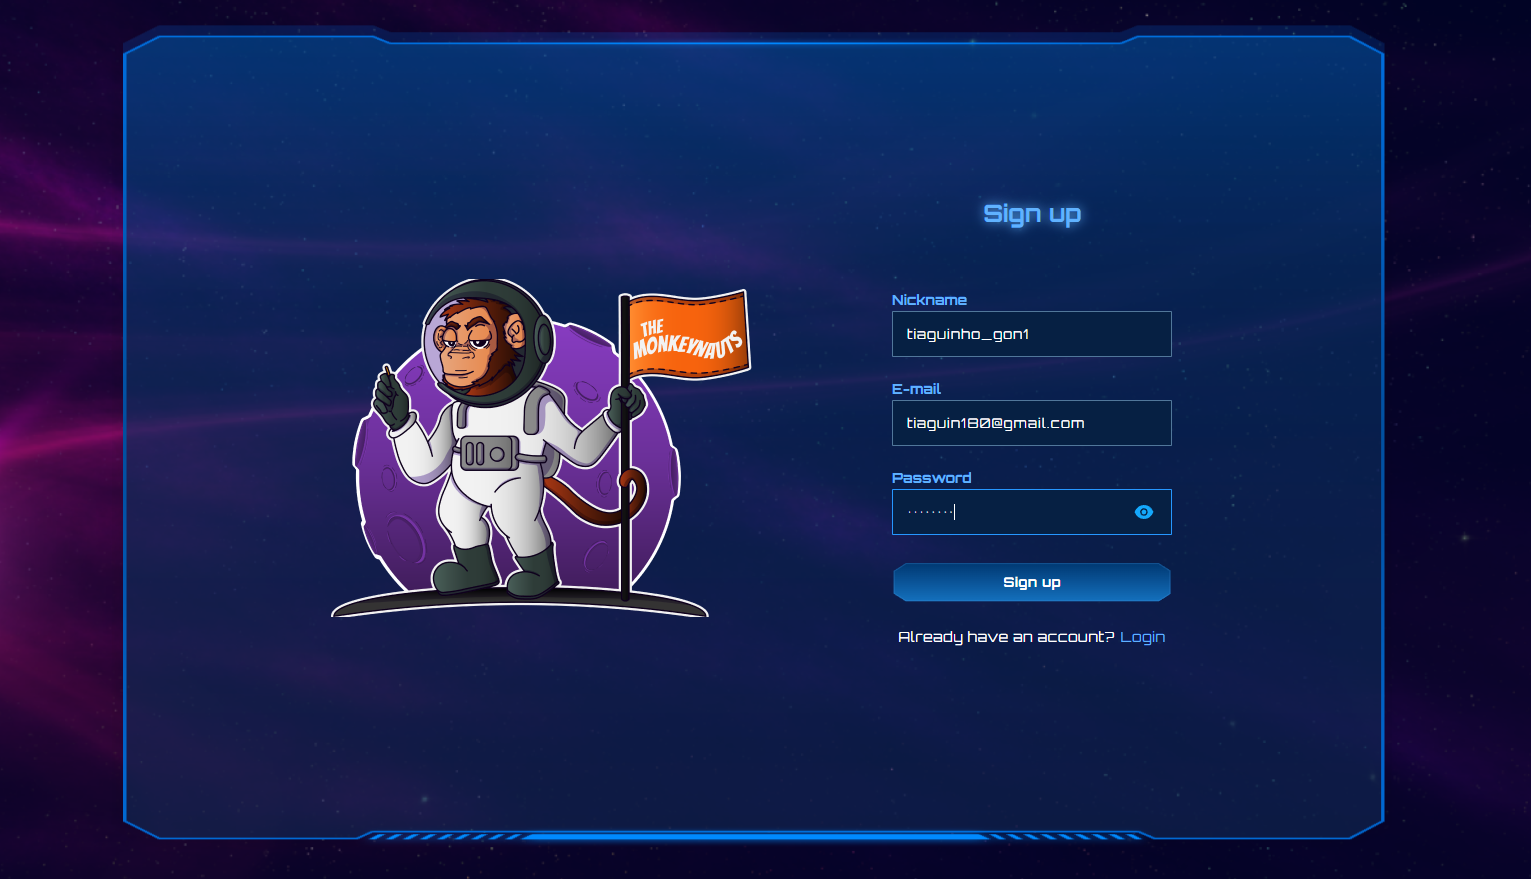 THE
MONKEYNAUTS
Sign up
Nickname
tiaguinho_gon1
E-mail
tiaguin180@gmail.com
Password
········
Sign up
Already have an account? Login